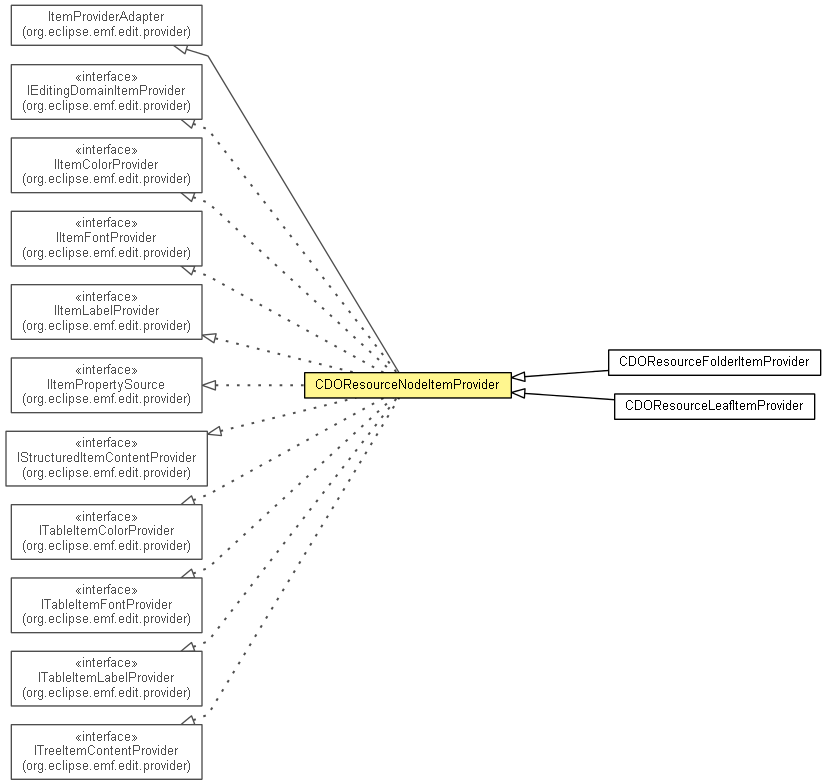 ItemProviderAdapter
(org.eclipse.emf.edit.provider)
«interface»
IEditingDomainItemProvider
(org.eclipse.emf.edit.provider)
«interface»
IItemColorProvider
(org.eclipse.emf.edit.provider)
«interface»
IItemFontProvider
(org.eclipse.emf.edit.provider)
«interface»
IItemLabelProvider
(org.eclipse.emf.edit.provider)
«interface»
IItemPropertySource
(org.eclipse.emf.edit.provider)
«interface»
IStructuredItemContentProvider
(org.eclipse.emf.edit.provider)
«interface»
ITableItemColorProvider
(org.eclipse.emf.edit.provider)
«interface»
ITableItemFontProvider
(org.eclipse.emf.edit.provider)
«interface»
ITableItemLabelProvider
(org.eclipse.emf.edit.provider)
«interface»
ITreeItemContentProvider
(org.eclipse.emf.edit.provider)
CDOResourceNodeItemProvider
CDOResourceFolderItemProvider
CDOResourceLeafItemProvider